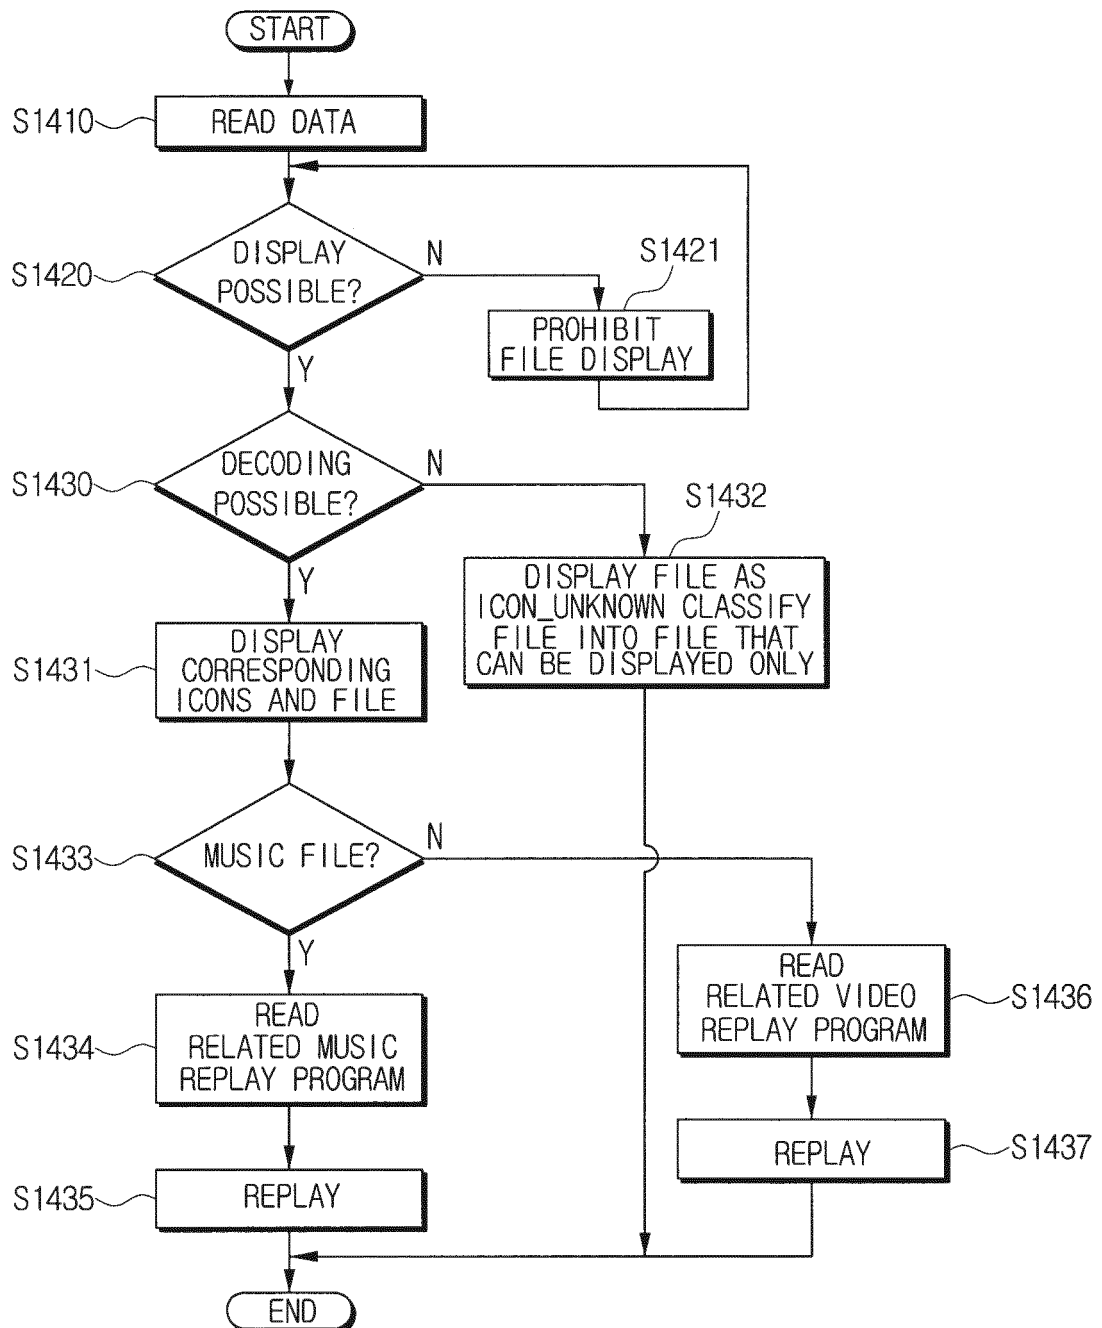 START
S1410
READ DATA
S1420
DISPLAY
POSSIBLE?
N
S1421
PROHIBIT
FILE DISPLAY
Y
S1430
DECODING
POSSIBLE?
N
S1432
DISPLAY FILE AS
ICON_UNKNOWN CLASSIFY
FILE INTO FILE THAT
CAN BE DISPLAYED ONLY
Y
S1431
DISPLAY
CORRESPONDING
ICONS AND FILE
S1433
MUSIC FILE?
N
Y
READ
RELATED VIDEO
REPLAY PROGRAM
S1436
S1434
READ
RELATED MUSIC
REPLAY PROGRAM
REPLAY
S1437
S1435
REPLAY
END